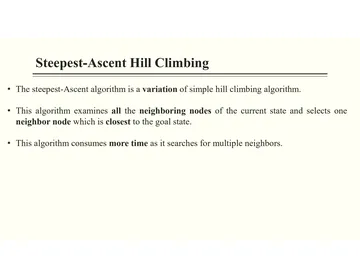 Steepest-Ascent Hill Climbing
• The steepest-Ascent algorithm is a variation of simple hill climbing algorithm.
• This algorithm examines all the neighboring nodes of the current state and selects one
neighbor node which is closest to the goal state.
• This algorithm consumes more time as it searches for multiple neighbors.